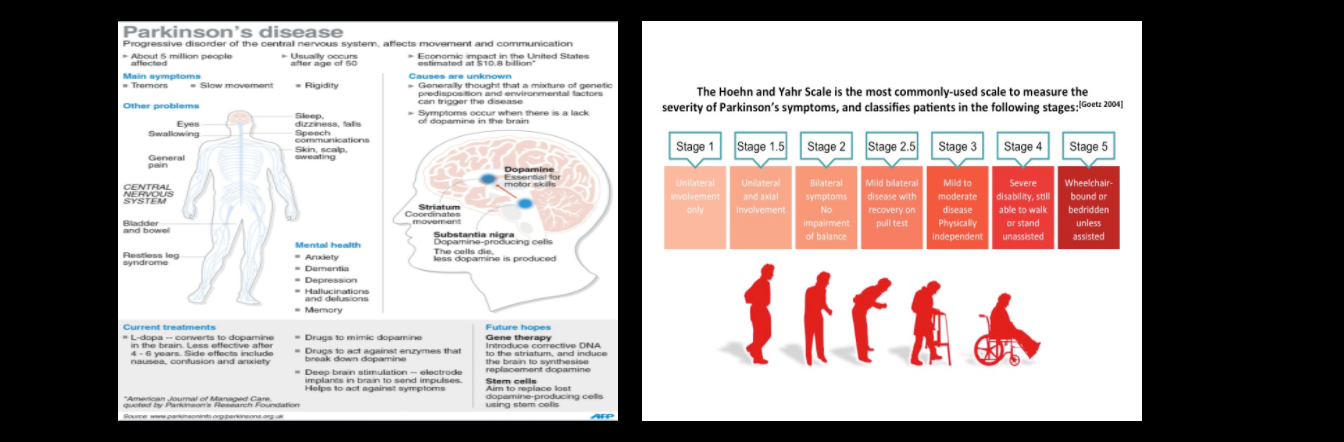 Parkinson's disease
Progressive disorder of the central nervous system, affects movement and communication
About 5 million people
affected
Usually occurs
after age of 50
Main symptoms
Tremors
Slow movement
Rigidity
Other problems
Eyes
Swallowing
General
pain
CENTRAL
NERVOUS
SYSTEM
Bladder
and bowel
Restless leg
syndrome
Sleep,
dizziness, falls
Speech
communications
Skin, scalp,
sweating
Mental health
Anxiety
Dementia
Depression
Hallucinations
and delusions
Memory
Economic impact in the United States
estimated at $10.8 billion*
Causes are unknown
Generally thought that a mixture of genetic
predisposition and environmental factors
can trigger the disease
Symptoms occur when there is a lack
of dopamine in the brain
Dopamine
Essential for
motor skills
Striatum
Coordinates
movement
Substantia nigra
Dopamine-producing cells
The cells die,
less dopamine is produced
Current treatments
L-dopa -- converts to dopamine
in the brain. Less effective after
4 - 6 years. Side effects include
nausea, confusion and anxiety
Drugs to mimic dopamine
Drugs to act against enzymes that
break down dopamine
Deep brain stimulation -- electrode
implants in brain to send impulses.
Helps to act against symptoms
Future hopes
Gene therapy
Introduce corrective DNA
to the striatum, and induce
the brain to synthesise
replacement dopamine
Stem cells
Aim to replace lost
dopamine-producing cells
using stem cells
*American Journal of Managed Care,
quoted by Parkinson's Research Foundation
Source: www.parkinsoninfo.org/parkinsons.org.uk
AFP
The Hoehn and Yahr Scale is the most commonly-used scale to measure the
severity of Parkinson's symptoms, and classifies patients in the following stages:[Goetz 2004]
Stage 1
Unilateral
involvement
only
Stage 1.5
Unilateral
and axial
involvement
Stage 2
Bilateral
symptoms
No
impairment
of balance
Stage 2.5
Mild bilateral
disease with
recovery on
pull test
Stage 3
Mild to
moderate
disease
Physically
independent
Stage 4
Severe
disability, still
able to walk
or stand
unassisted
Stage 5
Wheelchair-
bound or
bedridden
unless
assisted